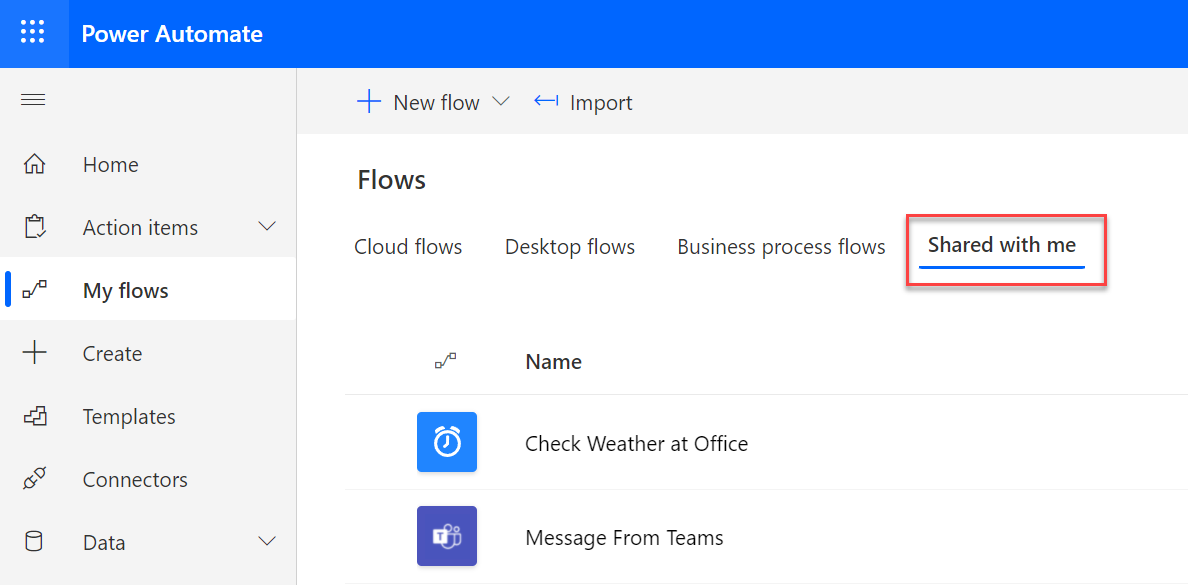 Power Automate
New flow
Import
Home
Action items
My flows
Create
Templates
Connectors
Data
Flows
Cloud flows
Desktop flows
Business process flows
Shared with me
Name
Check Weather at Office
Message From Teams